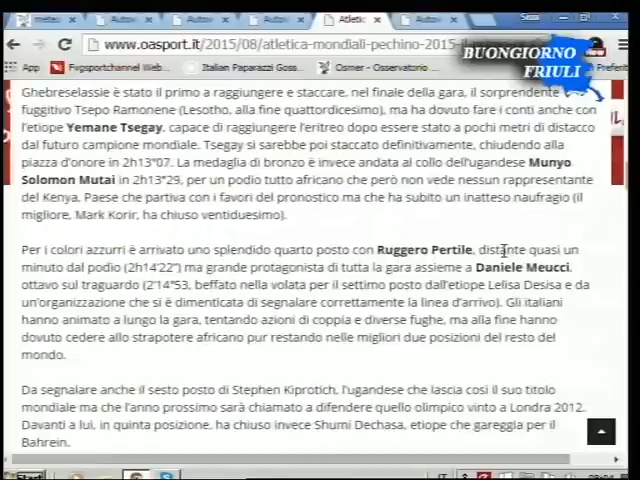 meteo
Autov
Autov
Autov
Atletic
Autov
www.oasport.it/2015/08/atletica-mondiali-pechino-2015-
BUONGIORNO
FRIULI
App
Fvgsportchannel Web...
Italian Paparazzi Goss...
Osmer - Osservatorio ...
Preferiti
Ghebreselassie è stato il primo a raggiungere e staccare, nel finale della gara, il sorprendente
fuggitivo Tsepo Ramonene (Lesotho, alla fine quattordicesimo), ma ha dovuto fare i conti anche con
l'etiope Yemane Tsegay, capace di raggiungere l'eritreo dopo essere stato a pochi metri di distacco
dal futuro campione mondiale. Tsegay si sarebbe poi staccato definitivamente, chiudendo alla
piazza d'onore in 2h13"07. La medaglia di bronzo è invece andata al collo dell'ugandese Munyo
Solomon Mutai in 2h13"29, per un podio tutto africano che però non vede nessun rappresentante
del Kenya, Paese che partiva con i favori del pronostico ma che ha subito un inatteso naufragio (il
migliore, Mark Korir, ha chiuso ventiduesimo).
Per i colori azzurri è arrivato uno splendido quarto posto con Ruggero Pertile, distante quasi un
minuto dal podio (2h14'22") ma grande protagonista di tutta la gara assieme a Daniele Meucci,
ottavo sul traguardo (2'14"53, beffato nella volata per il settimo posto dall'etiope Lelisa Desisa e da
un'organizzazione che si è dimenticata di segnalare correttamente la linea d'arrivo). Gli italiani
hanno animato a lungo la gara, tentando azioni di coppia e diverse fughe, ma alla fine hanno
dovuto cedere allo strapotere africano pur restando nelle migliori due posizioni del resto del
mondo.
Da segnalare anche il sesto posto di Stephen Kiprotich, l'ugandese che lascia così il suo titolo
mondiale ma che l'anno prossimo sarà chiamato a difendere quello olimpico vinto a Londra 2012.
Davanti a lui, in quinta posizione, ha chiuso invece Shumi Dechasa, etiope che gareggia per il
Bahrein.
Start
IT